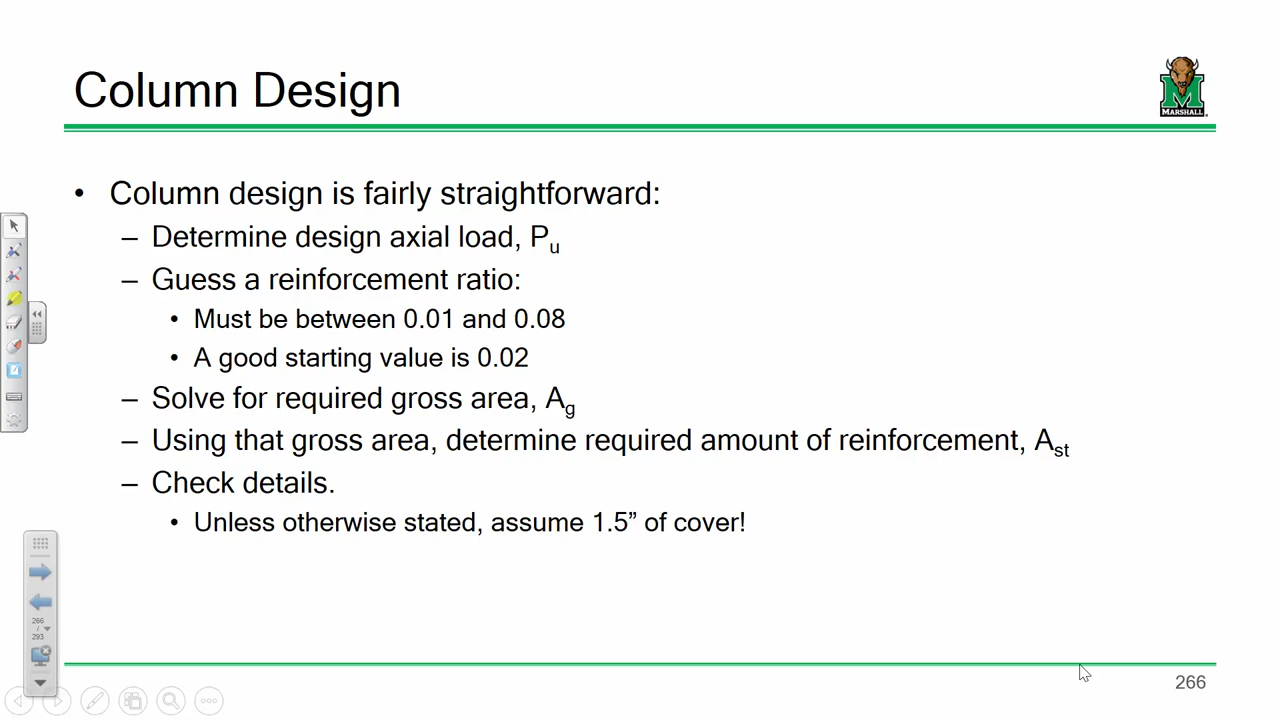 Column Design
MARSHALL
• Column design is fairly straightforward:
– Determine design axial load, Pu
– Guess a reinforcement ratio:
• Must be between 0.01 and 0.08
• A good starting value is 0.02
– Solve for required gross area, Ag
– Using that gross area, determine required amount of reinforcement, Ast
– Check details.
• Unless otherwise stated, assume 1.5” of cover!
266
/
293
266